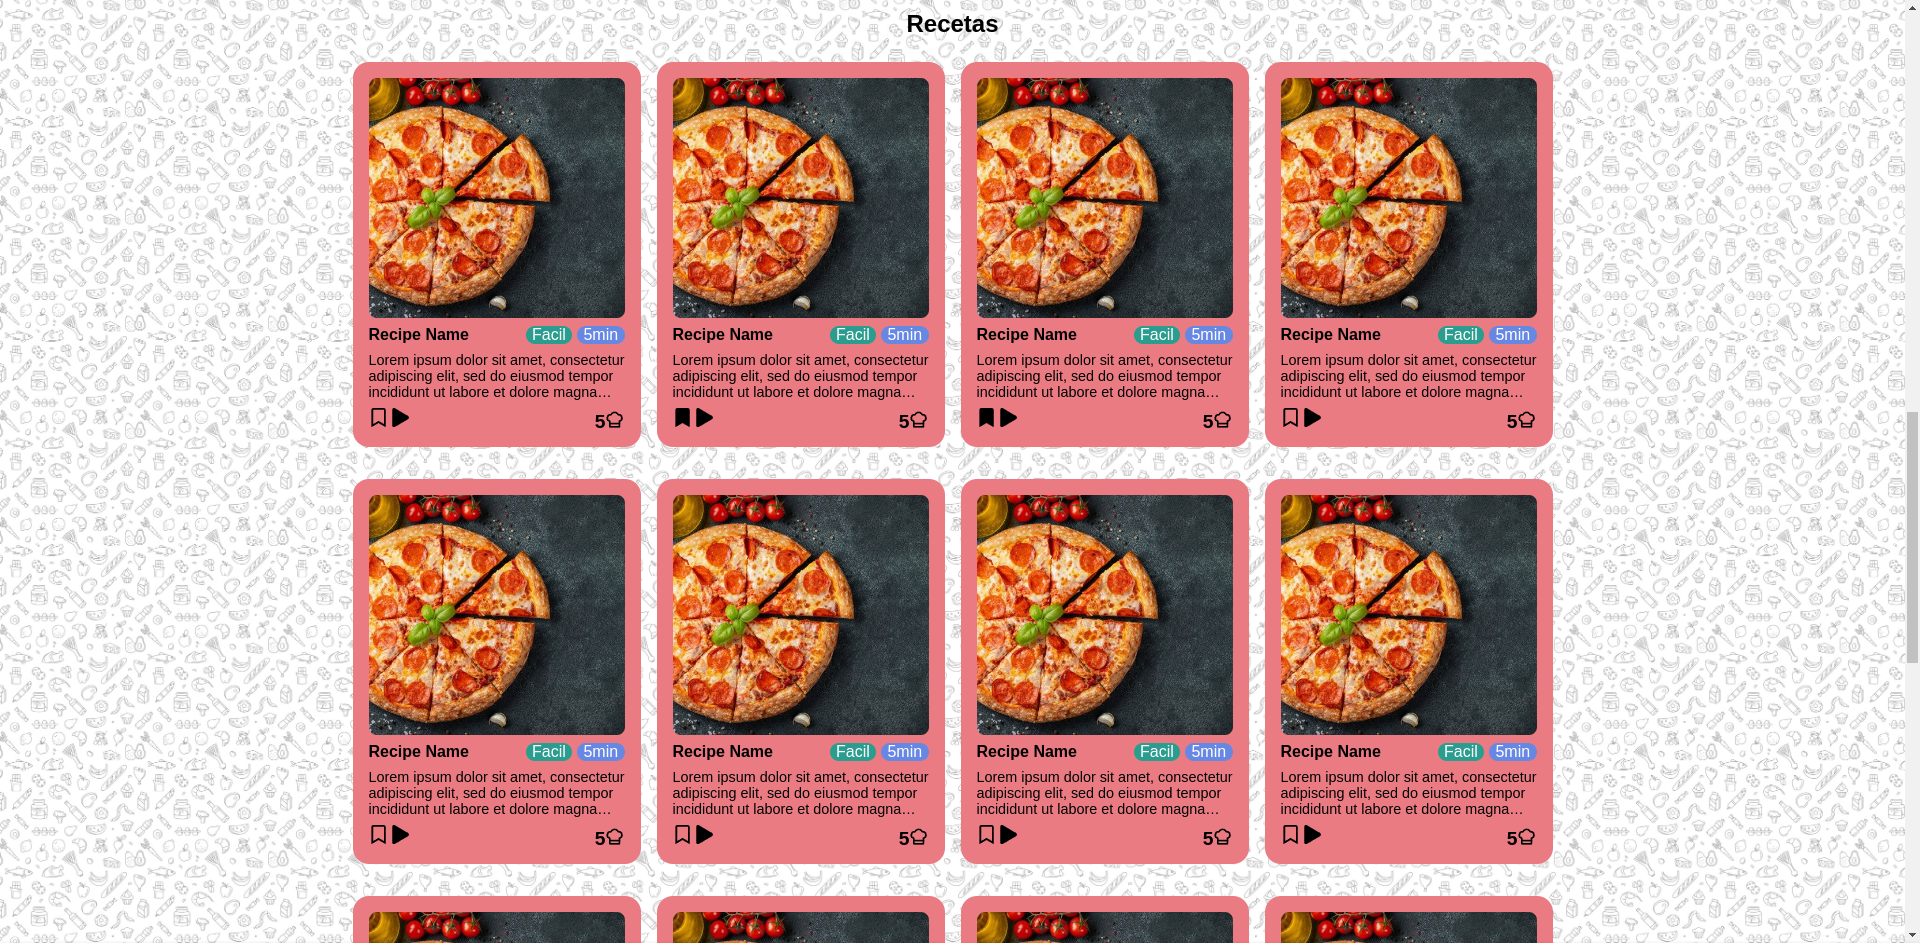 Recetas
Recipe Name Facil 5min
Lorem ipsum dolor sit amet, consectetur
adipiscing elit, sed do eiusmod tempor
incididunt ut labore et dolore magna…
5
Recipe Name Facil 5min
Lorem ipsum dolor sit amet, consectetur
adipiscing elit, sed do eiusmod tempor
incididunt ut labore et dolore magna…
5
Recipe Name Facil 5min
Lorem ipsum dolor sit amet, consectetur
adipiscing elit, sed do eiusmod tempor
incididunt ut labore et dolore magna…
5
Recipe Name Facil 5min
Lorem ipsum dolor sit amet, consectetur
adipiscing elit, sed do eiusmod tempor
incididunt ut labore et dolore magna…
5
Recipe Name Facil 5min
Lorem ipsum dolor sit amet, consectetur
adipiscing elit, sed do eiusmod tempor
incididunt ut labore et dolore magna…
5
Recipe Name Facil 5min
Lorem ipsum dolor sit amet, consectetur
adipiscing elit, sed do eiusmod tempor
incididunt ut labore et dolore magna…
5
Recipe Name Facil 5min
Lorem ipsum dolor sit amet, consectetur
adipiscing elit, sed do eiusmod tempor
incididunt ut labore et dolore magna…
5
Recipe Name Facil 5min
Lorem ipsum dolor sit amet, consectetur
adipiscing elit, sed do eiusmod tempor
incididunt ut labore et dolore magna…
5